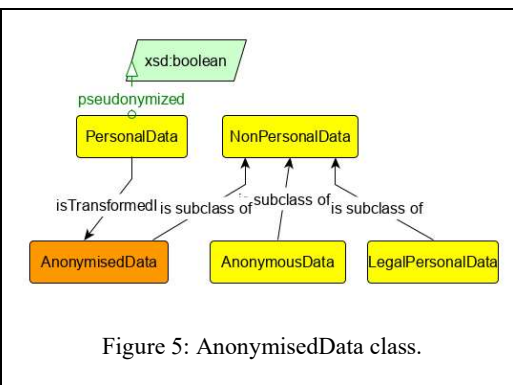 xsd:boolean
pseudonymized
PersonalData
NonPersonalData
isTransformedI
is subclass of
subclass of
is subclass of
AnonymisedData
AnonymousData
LegalPersonalData
Figure 5: AnonymisedData class.